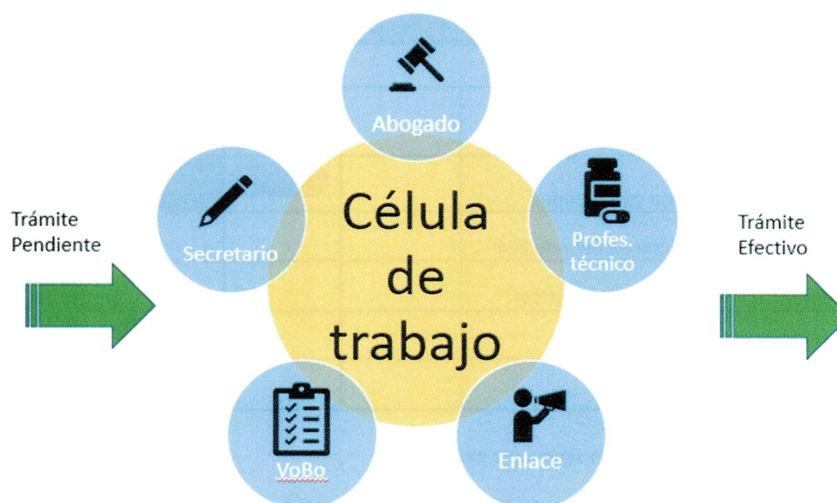 Abogado
Trámite
Pendiente
Secretario
Célula
de
trabajo
Profes.
técnico
Trámite
Efectivo
VoBo
Enlace